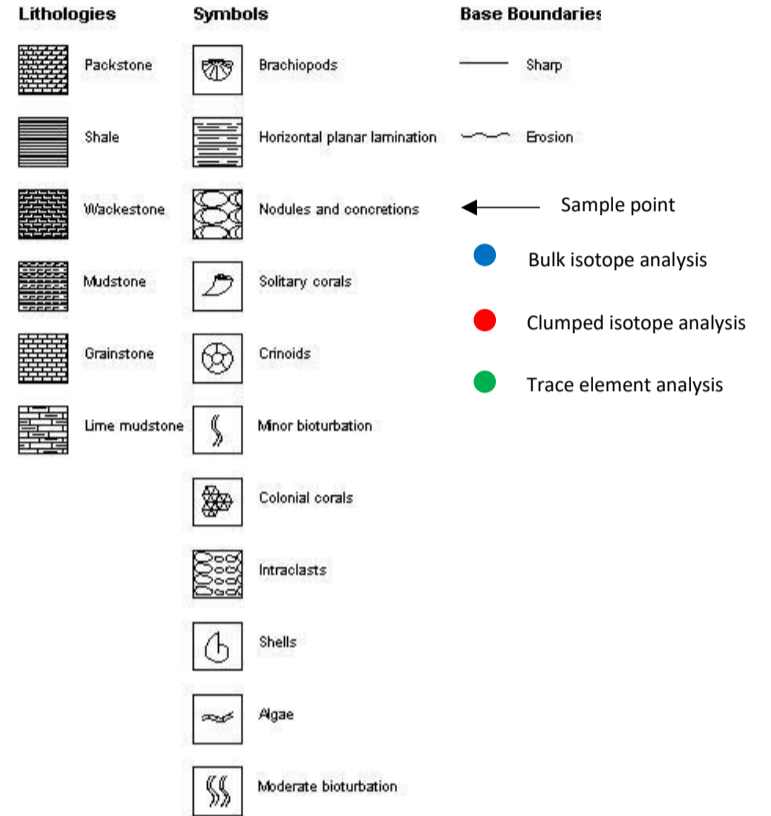 Lithologies
Packstone
Shale
Wackestone
Mudstone
Grainstone
Lime mudstone
Symbols
Brachiopods
Horizontal planar lamination
Nodules and concretions
Solitary corals
Crinoids
Minor bioturbation
Colonial corals
Intraclasts
Shells
Algae
Moderate bioturbation
Base Boundaries
Sharp
Erosion
Sample point
Bulk isotope analysis
Clumped isotope analysis
Trace element analysis